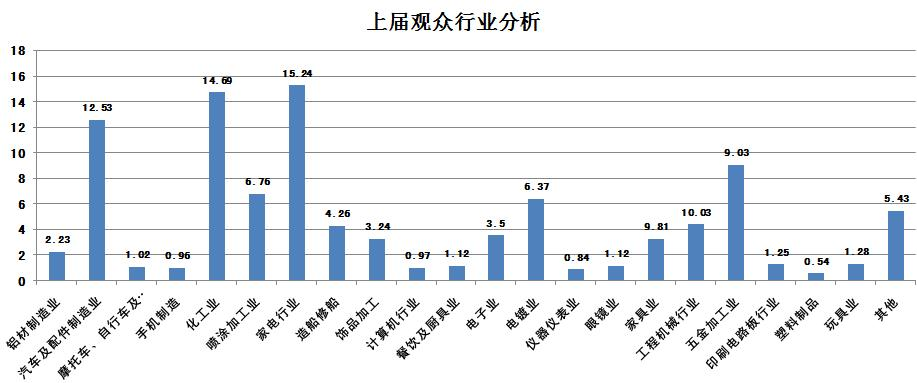 上届观众行业分析
18
16
14
12
10
8
6
4
2
0
2.23
12.53
1.02
0.96
14.69
6.76
15.24
4.26
3.24
0.97
1.12
3.5
6.37
0.84
1.12
9.81
10.03
9.03
1.25
0.54
1.28
5.43
铝材制造业
汽车及配件制造业
摩托车、自行车及..
手机制造
化工业
喷涂加工业
家电行业
造船修船
饰品加工
计算机行业
餐饮及厨具业
电子业
电镀业
仪器仪表业
眼镜业
家具业
工程机械行业
五金加工业
印刷电路板行业
塑料制品
玩具业
其他